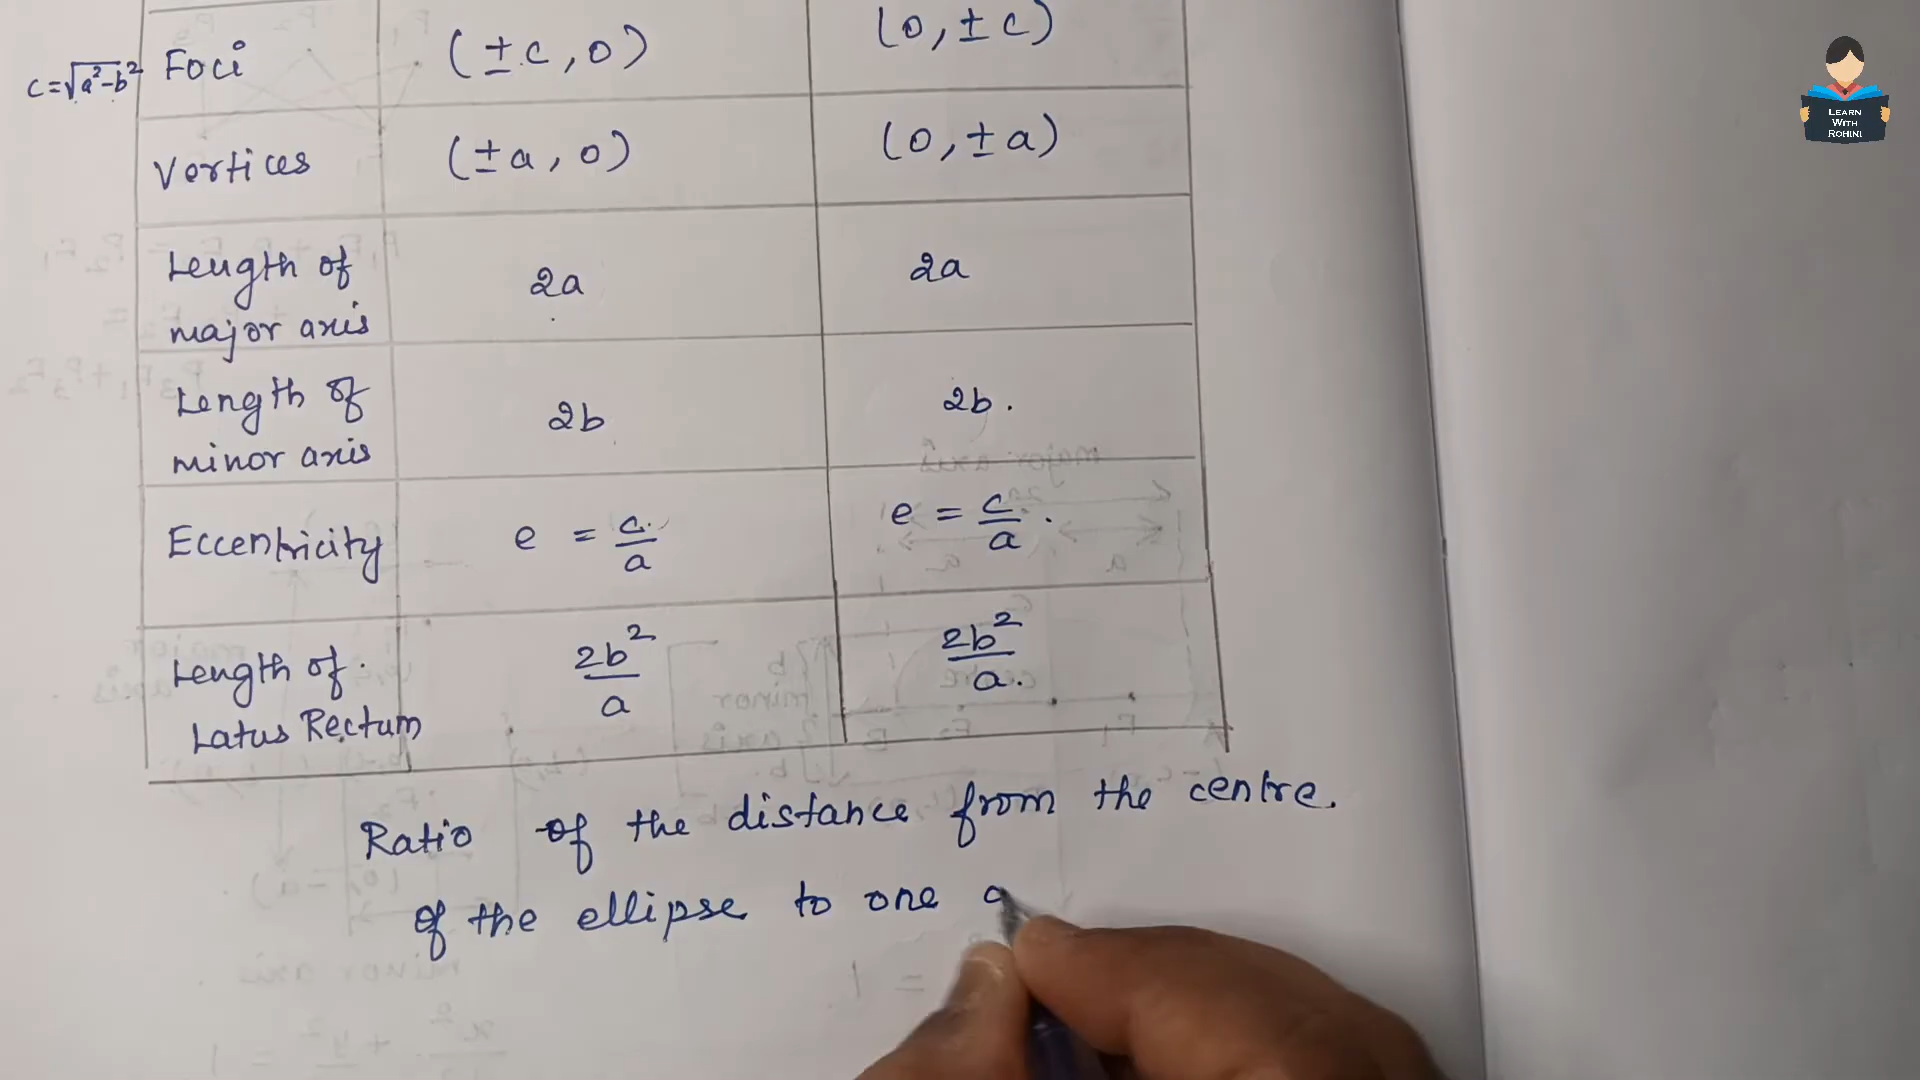 c=√a²-b²
Foci (±c, 0) (0, ±c)
Vertices (±a, 0) (0, ±a)
Length of major axis 2a 2a
Length of minor axis 2b 2b.
Eccentricity e = c/a e = c/a.
Length of Latus Rectum 2b²/a 2b²/a.
Ratio of the distance from the centre.
of the ellipse to one
LEARN
WITH
ROHINI